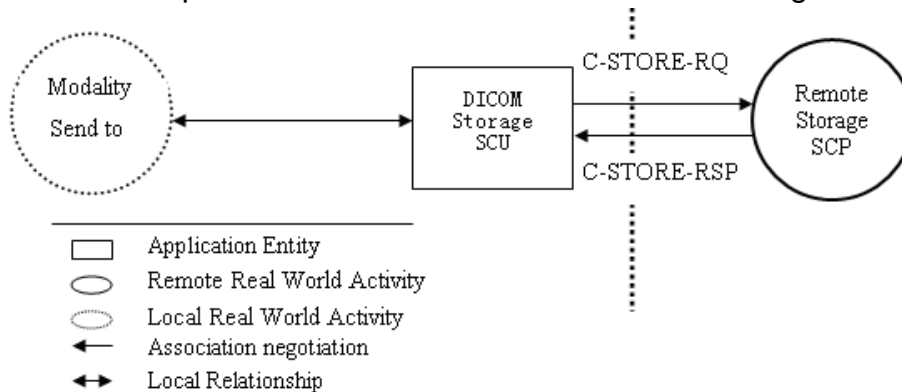 C-STORE-RQ
Modality
Send to
DICOM
Storage
SCU
Remote
Storage
SCP
C-STORE-RSP
Application Entity
Remote Real World Activity
Local Real World Activity
Association negotiation
Local Relationship